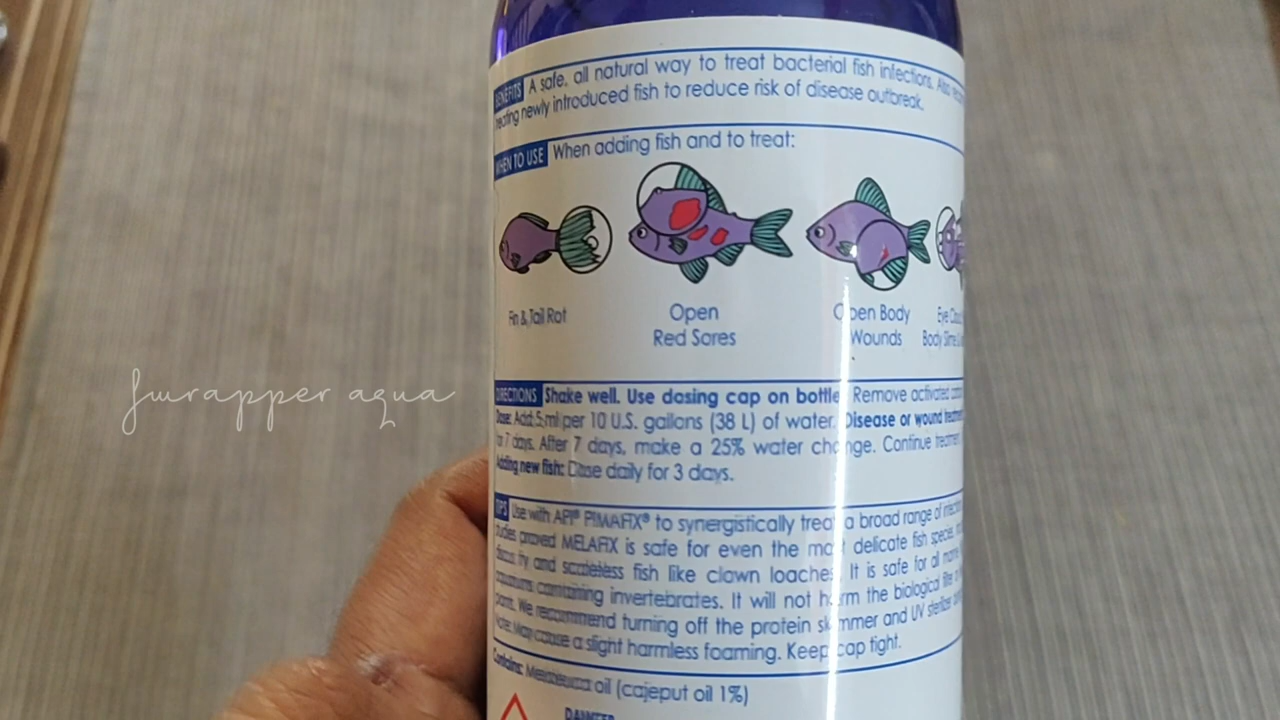 BENEFITS A safe, all natural way to treat bacterial fish infections. Also
treating newly introduced fish to reduce risk of disease outbreak.
WHEN TO USE When adding fish and to treat:
Fin & Tail Rot
Open
Red Sores
Open Body
Wounds
Eye
Body Slime
DIRECTIONS Shake well. Use dosing cap on bottle. Remove activated
Dose: Add 5 ml per 10 U.S. gallons (38 L) of water. Disease or wound
for 7 days. After 7 days, make a 25% water change. Continue
Adding new fish: Dose daily for 3 days.
TIPS Use with API® PIMAFIX® to synergistically treat a broad range of
studies proved MELAFIX is safe for even the most delicate fish species,
discus, fry and scaleless fish like clown loaches. It is safe for all
aquariums containing invertebrates. It will not harm the biological filter
plants. We recommend turning off the protein skimmer and UV sterilizer
Note: May cause a slight harmless foaming. Keep cap tight.
Contains: Melaleuca oil (cajeput oil 1%)
DANGER
fwrapper aqua